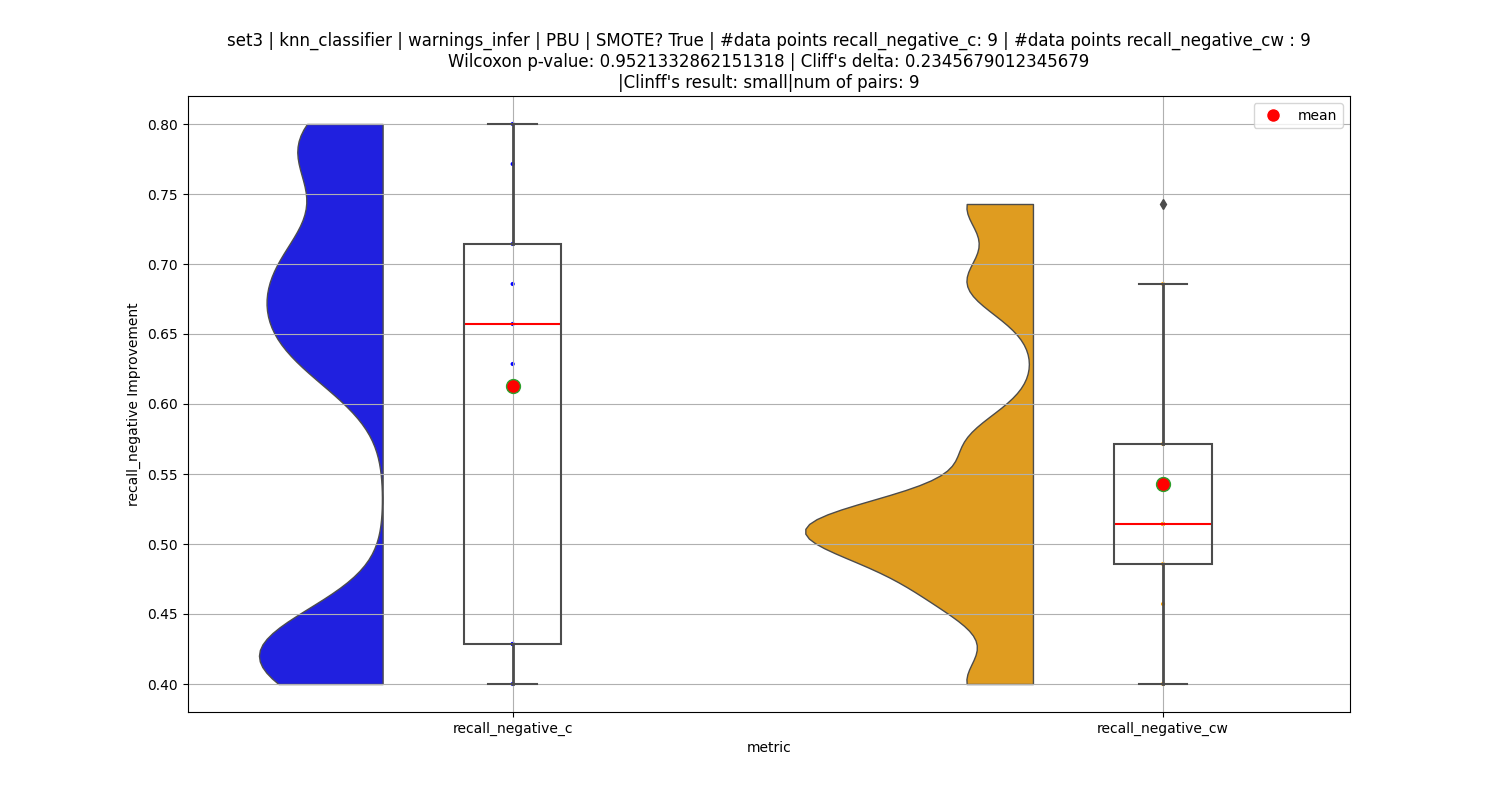 set3 | knn_classifier | warnings_infer | PBU | SMOTE? True | #data points recall_negative_c: 9 | #data points recall_negative_cw : 9
Wilcoxon p-value: 0.9521332862151318 | Cliff's delta: 0.2345679012345679
|Clinff's result: small|num of pairs: 9
mean
0.80
0.75
0.70
0.65
0.60
0.55
0.50
0.45
0.40
recall_negative Improvement
recall_negative_c
recall_negative_cw
metric